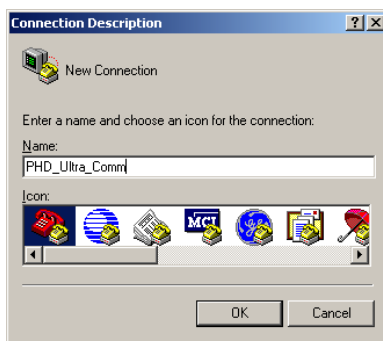 Connection Description
New Connection
Enter a name and choose an icon for the connection:
Name:
PHD_Ultra_Comm
Icon:
MCI
OK Cancel